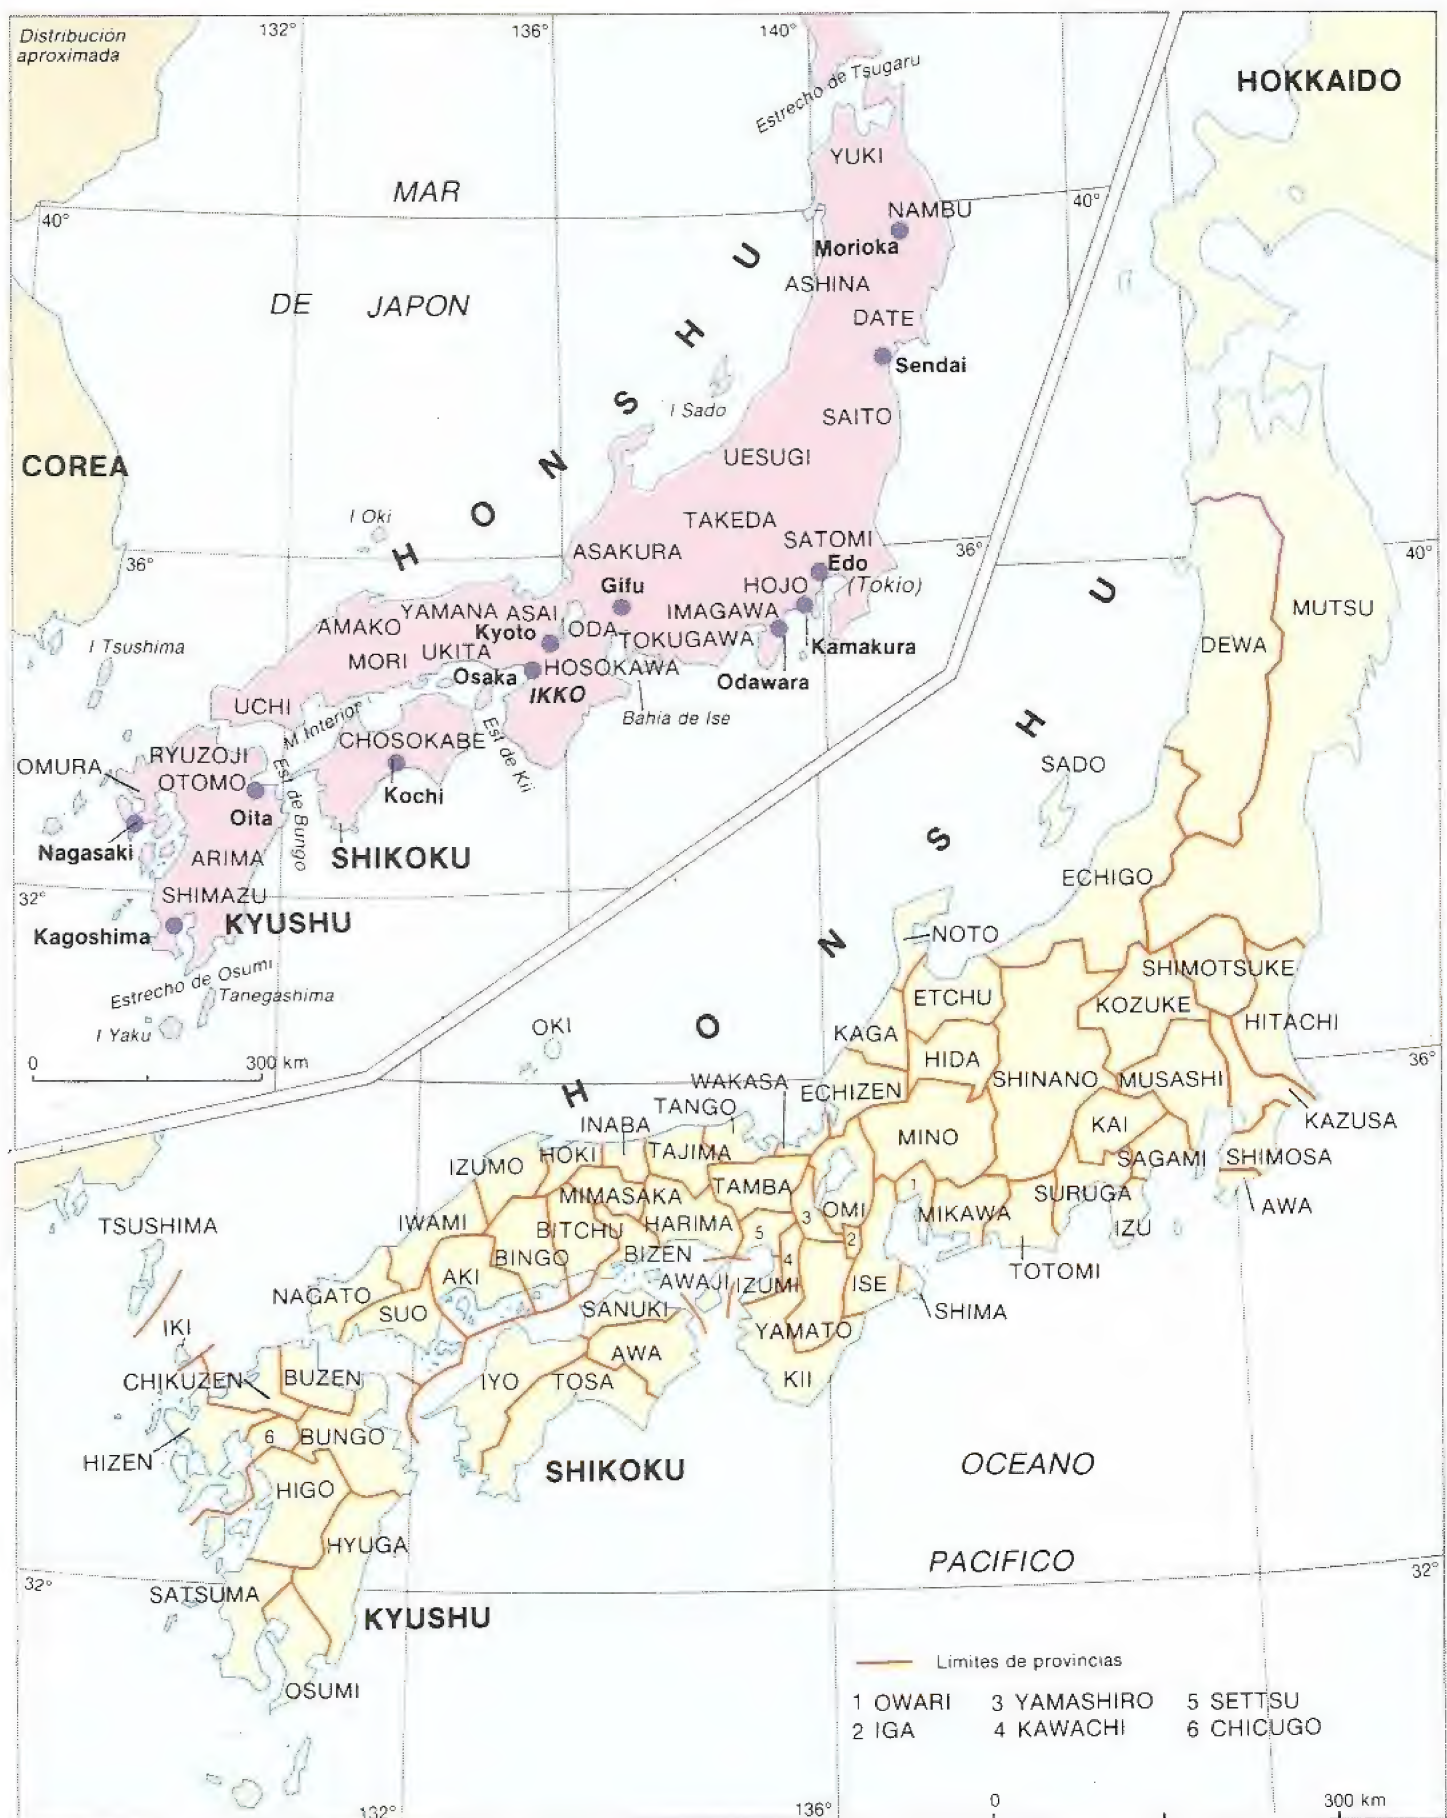 Distribución
aproximada
132°
136°
140°
Estrecho de Tsugaru
HOKKAIDO
YUKI
MAR
40°
40°
NAMBU
Morioka
ASHINA
DE JAPON
DATE
Sendai
I Sado
SAITO
COREA
UESUGI
HONSHU
I Oki
TAKEDA
SATOMI
36°
36°
40°
ASAKURA
Edo
(Tokio)
Gifu
HOJO
YAMANA
ASAI
IMAGAWA
AMAKO
Kyoto
ODA
TOKUGAWA
Kamakura
I Tsushima
MORI
UKITA
Osaka
HOSOKAWA
Odawara
IKKO
UCHI
M Interior
Bahia de Ise
CHOSOKABE
Est de Kii
RYUZOJI
OMURA
OTOMO
Est de Bungo
Kochi
Oita
Nagasaki
ARIMA
SHIKOKU
32°
SHIMAZU
Kagoshima
KYUSHU
Estrecho de Osumi
Tanegashima
I Yaku
0
300 km
MUTSU
DEWA
HONSHU
SADO
ECHIGO
NOTO
SHIMOTSUKE
ETCHU
KOZUKE
KAGA
HITACHI
36°
OKI
HIDA
WAKASA
ECHIZEN
SHINANO
MUSASHI
TANGO
KAZUSA
INABA
MINO
KAI
HOKI
TAJIMA
IZUMO
SAGAMI
SHIMOSA
MIMASAKA
TAMBA
1
SURUGA
AWA
TSUSHIMA
IWAMI
BITCHU
HARIMA
3
OMI
MIKAWA
IZU
5
2
BINGO
BIZEN
4
AKI
AWAJI
IZUMI
ISE
TOTOMI
NAGATO
SUO
SANUKI
SHIMA
IKI
YAMATO
AWA
CHIKUZEN
BUZEN
IYO
TOSA
KII
6
BUNGO
HIZEN
SHIKOKU
OCEANO
HIGO
HYUGA
PACIFICO
32°
32°
SATSUMA
KYUSHU
Limites de provincias
OSUMI
1 OWARI
3 YAMASHIRO
5 SETTSU
2 IGA
4 KAWACHI
6 CHICUGO
132°
136°
0
300 km